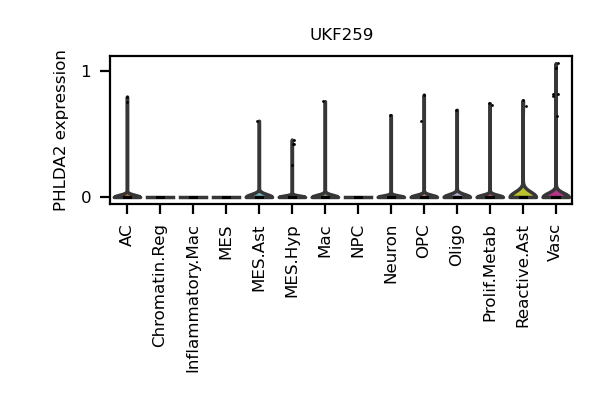 UKF259
PHLDA2 expression
1
0
AC
Chromatin.Reg
Inflammatory.Mac
MES
MES.Ast
MES.Hyp
Mac
NPC
Neuron
OPC
Oligo
Prolif.Metab
Reactive.Ast
Vasc